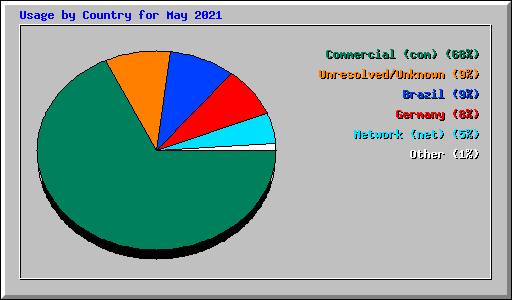 Usage by Country for May 2021
Commercial (com) (68%)
Unresolved/Unknown (9%)
Brazil (9%)
Germany (8%)
Network (net) (5%)
Other (1%)